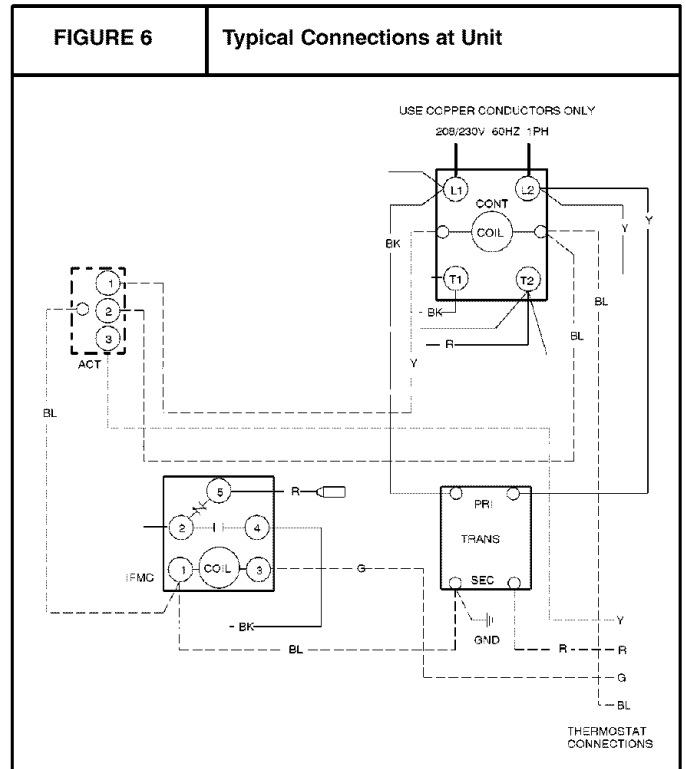 FIGURE 6
Typical Connections at Unit
USE COPPER CONDUCTORS ONLY
208/230V 60HZ 1PH
L1
L2
CONT
COIL
Y
Y
BK
T1
T2
BK
R
BL
BL
Y
1
2
3
ACT
BL
5
R
2
4
1
COIL
3
IFMC
G
BK
BL
PRI
TRANS
SEC
GND
Y
R
R
G
BL
THERMOSTAT
CONNECTIONS